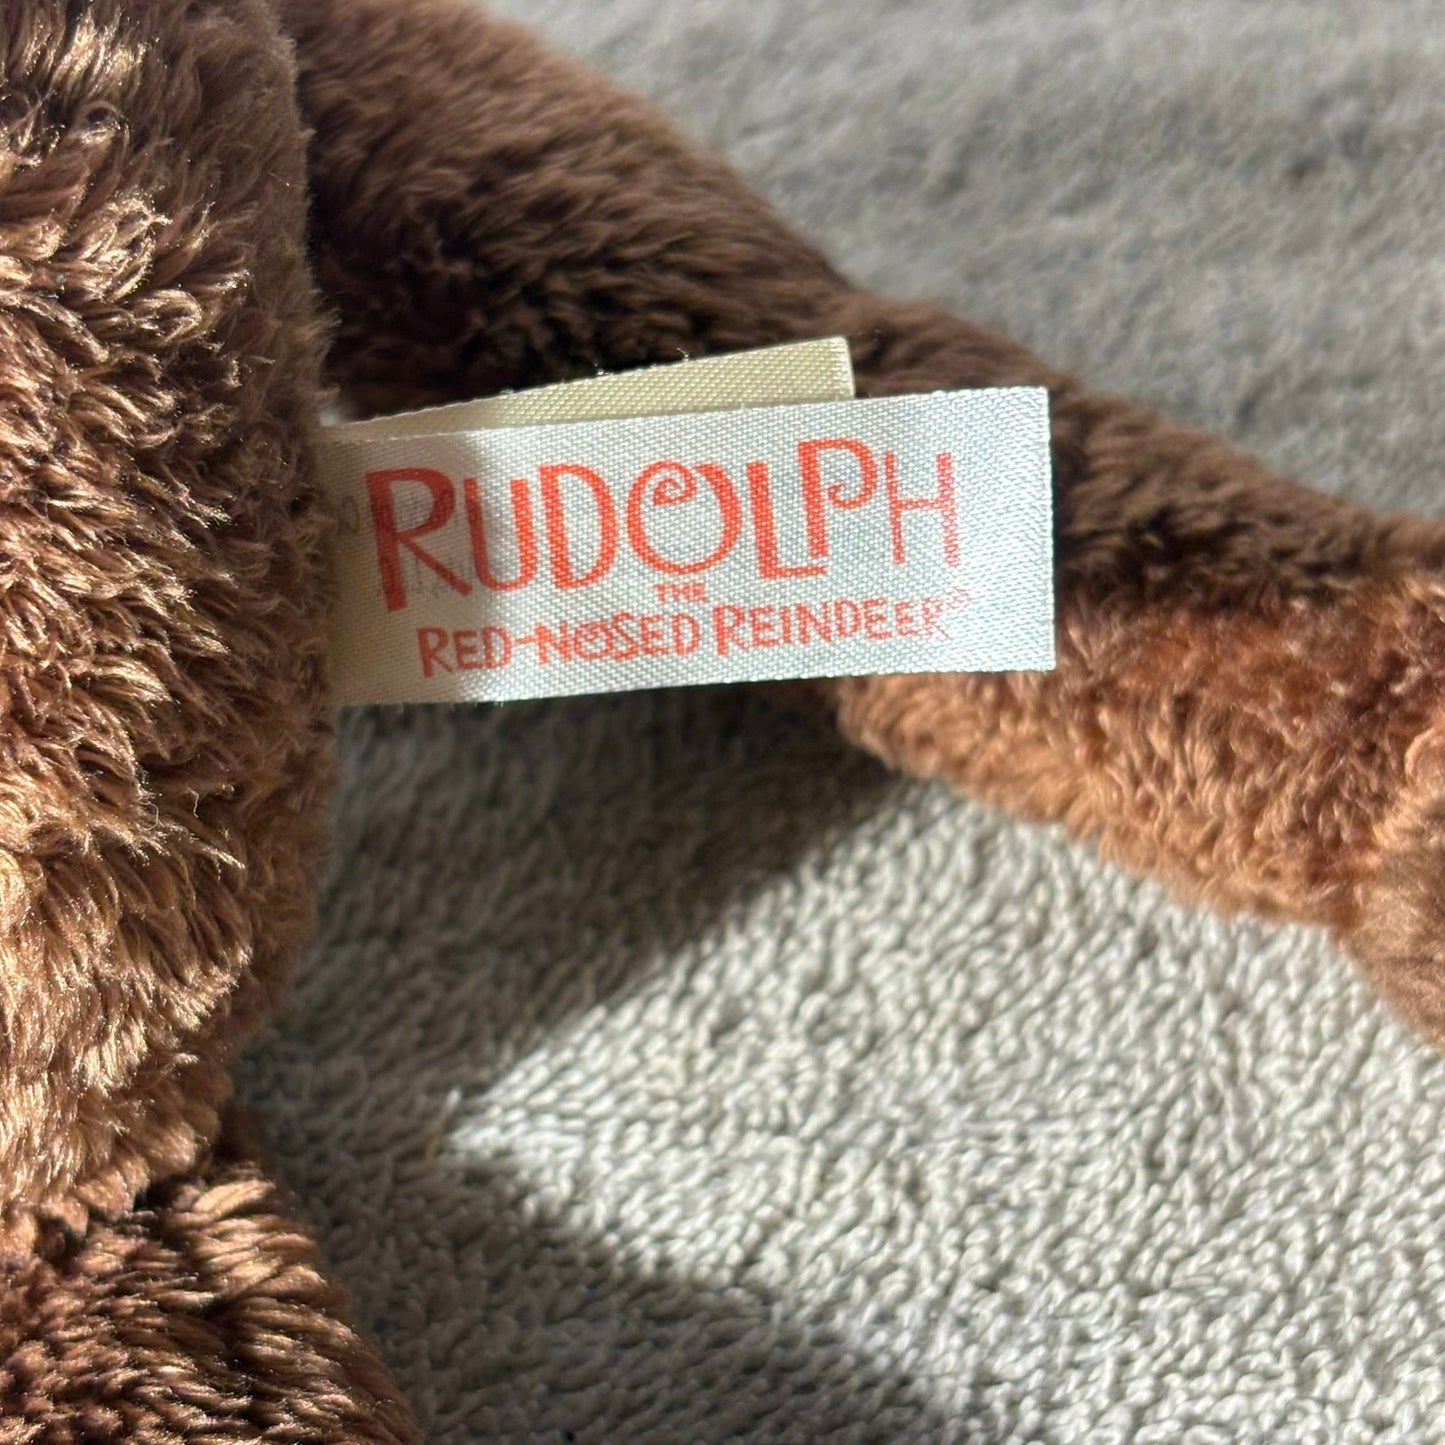 RUDOLPH
THE
RED-NOSED REINDEER®